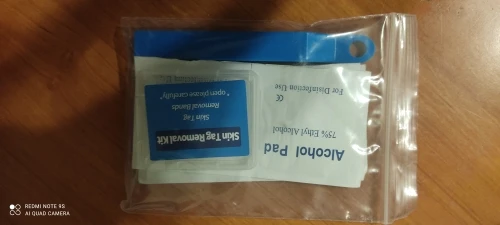 Skin Tag Removal Kit
Skin Tag
Removal Bands
* open please carefully*
Alcohol Pad
75% Ethyl Alcohol
For Disinfection Use
REDMI NOTE 9S
AI QUAD CAMERA